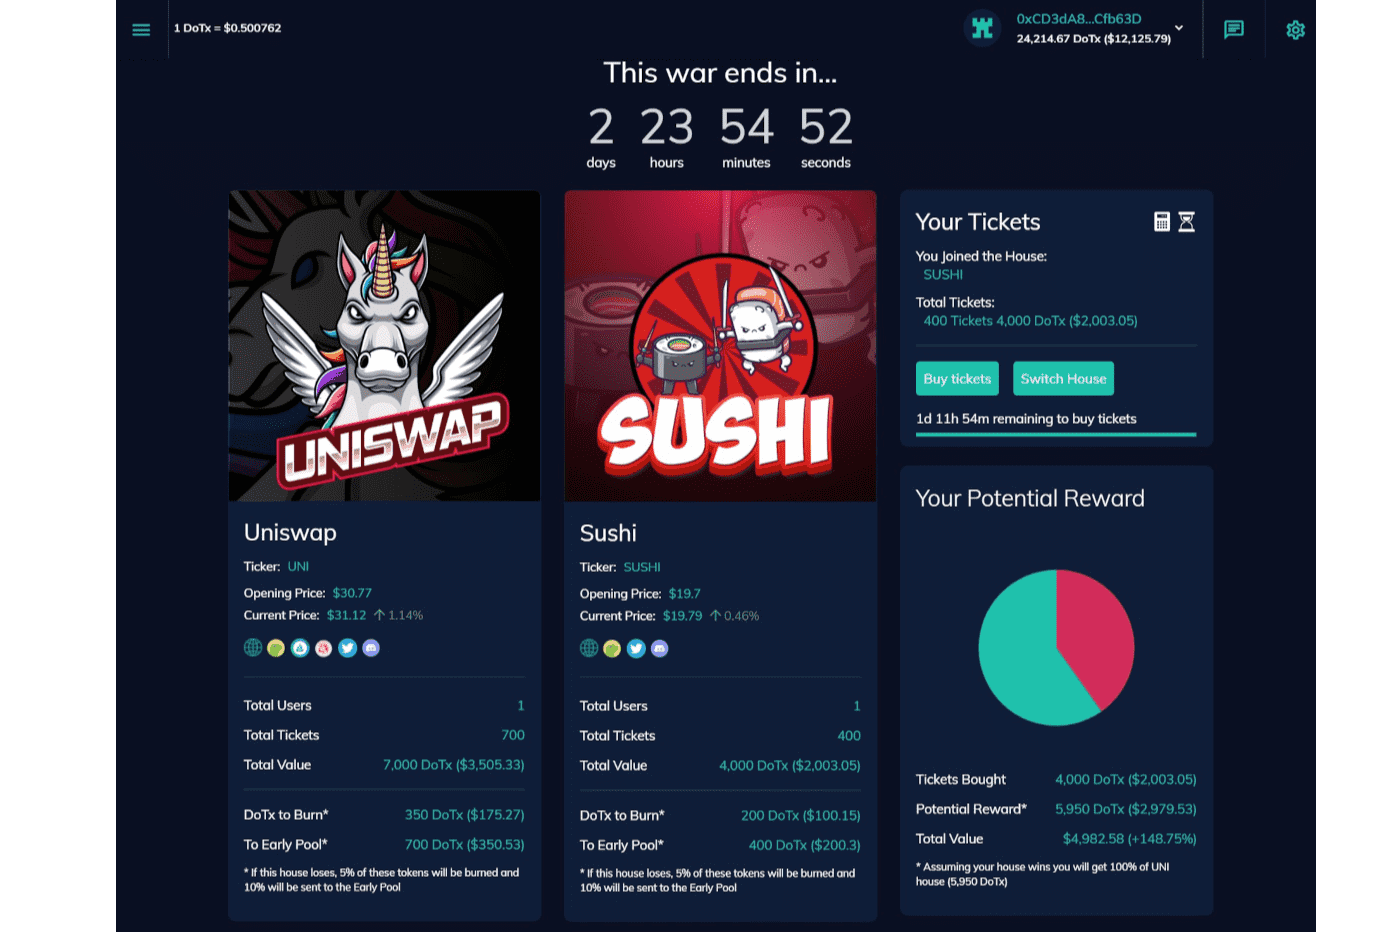 1 DoTx = $0.500762
0xCD3dA8...Cfb63D
24,214.67 DoTx ($12,125.79)
This war ends in...
2 23 54 52
days hours minutes seconds
UNISWAP
Uniswap
Ticker: UNI
Opening Price: $30.77
Current Price: $31.12 ↑ 1.14%
Total Users 1
Total Tickets 700
Total Value 7,000 DoTx ($3,505.33)
DoTx to Burn* 350 DoTx ($175.27)
To Early Pool* 700 DoTx ($350.53)
* If this house loses, 5% of these tokens will be burned and
10% will be sent to the Early Pool
SUSHI
Sushi
Ticker: SUSHI
Opening Price: $19.7
Current Price: $19.79 ↑ 0.46%
Total Users 1
Total Tickets 400
Total Value 4,000 DoTx ($2,003.05)
DoTx to Burn* 200 DoTx ($100.15)
To Early Pool* 400 DoTx ($200.3)
* If this house loses, 5% of these tokens will be burned and
10% will be sent to the Early Pool
Your Tickets
You Joined the House:
SUSHI
Total Tickets:
400 Tickets 4,000 DoTx ($2,003.05)
Buy tickets Switch House
1d 11h 54m remaining to buy tickets
Your Potential Reward
Tickets Bought 4,000 DoTx ($2,003.05)
Potential Reward* 5,950 DoTx ($2,979.53)
Total Value $4,982.58 (+148.75%)
* Assuming your house wins you will get 100% of UNI
house (5,950 DoTx)